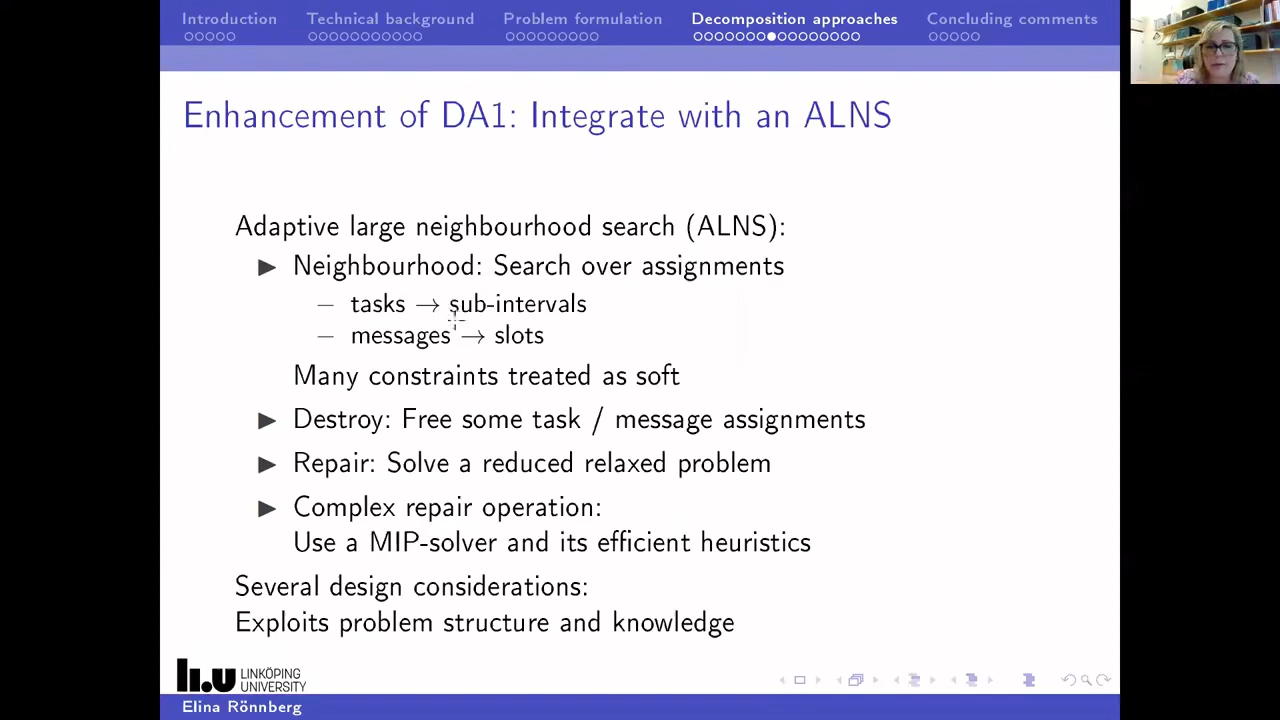 Introduction Technical background Problem formulation Decomposition approaches Concluding comments
Enhancement of DA1: Integrate with an ALNS
Adaptive large neighbourhood search (ALNS):
▶ Neighbourhood: Search over assignments
– tasks → sub-intervals
– messages → slots
Many constraints treated as soft
▶ Destroy: Free some task / message assignments
▶ Repair: Solve a reduced relaxed problem
▶ Complex repair operation:
Use a MIP-solver and its efficient heuristics
Several design considerations:
Exploits problem structure and knowledge
li.u LINKÖPING
UNIVERSITY
Elina Rönnberg